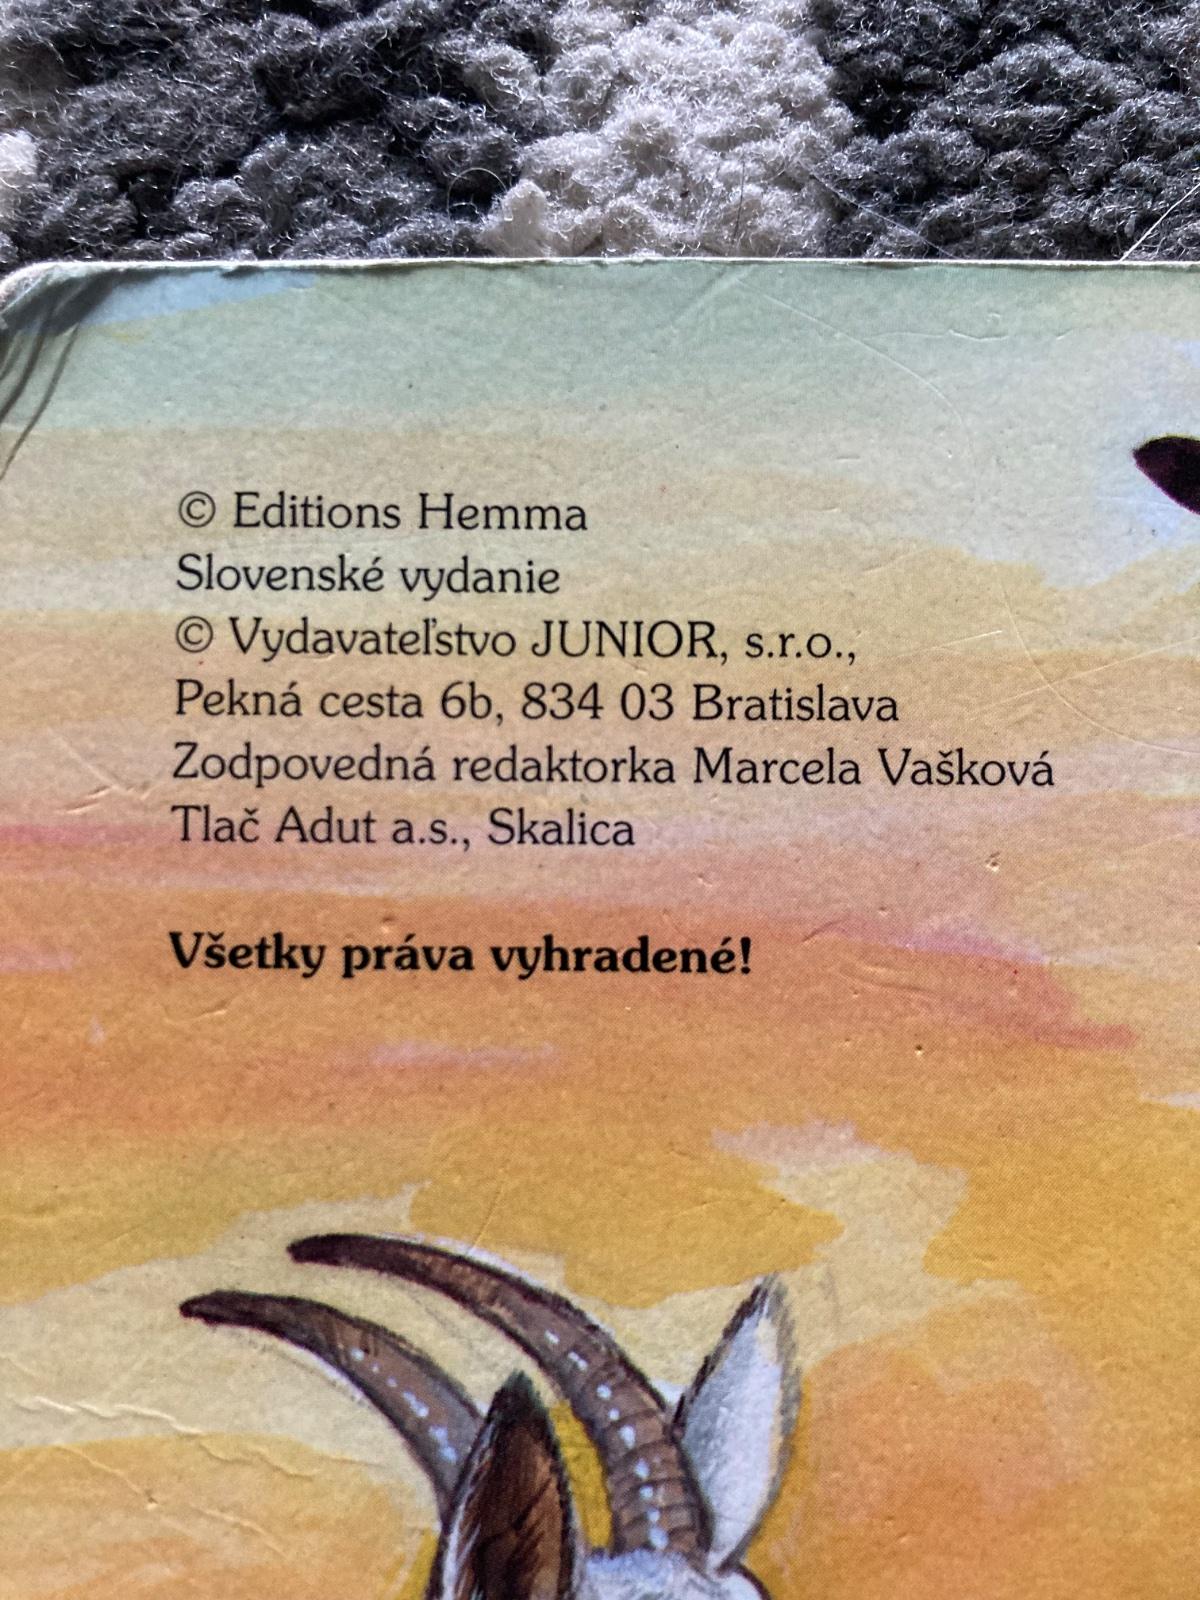 © Editions Hemma
Slovenské vydanie
© Vydavateľstvo JUNIOR, s.r.o.,
Pekná cesta 6b, 834 03 Bratislava
Zodpovedná redaktorka Marcela Vašková
Tlač Adut a.s., Skalica
Všetky práva vyhradené!